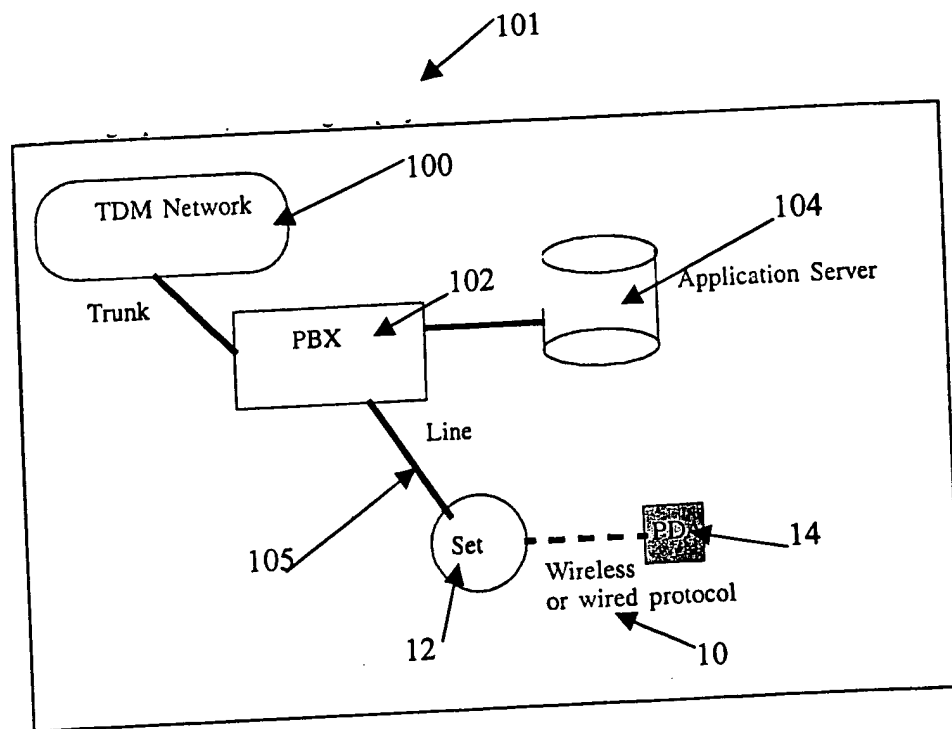 101
100
TDM Network
104
Application Server
Trunk
102
PBX
Line
105
Set
PD
14
Wireless
or wired protocol
12
10